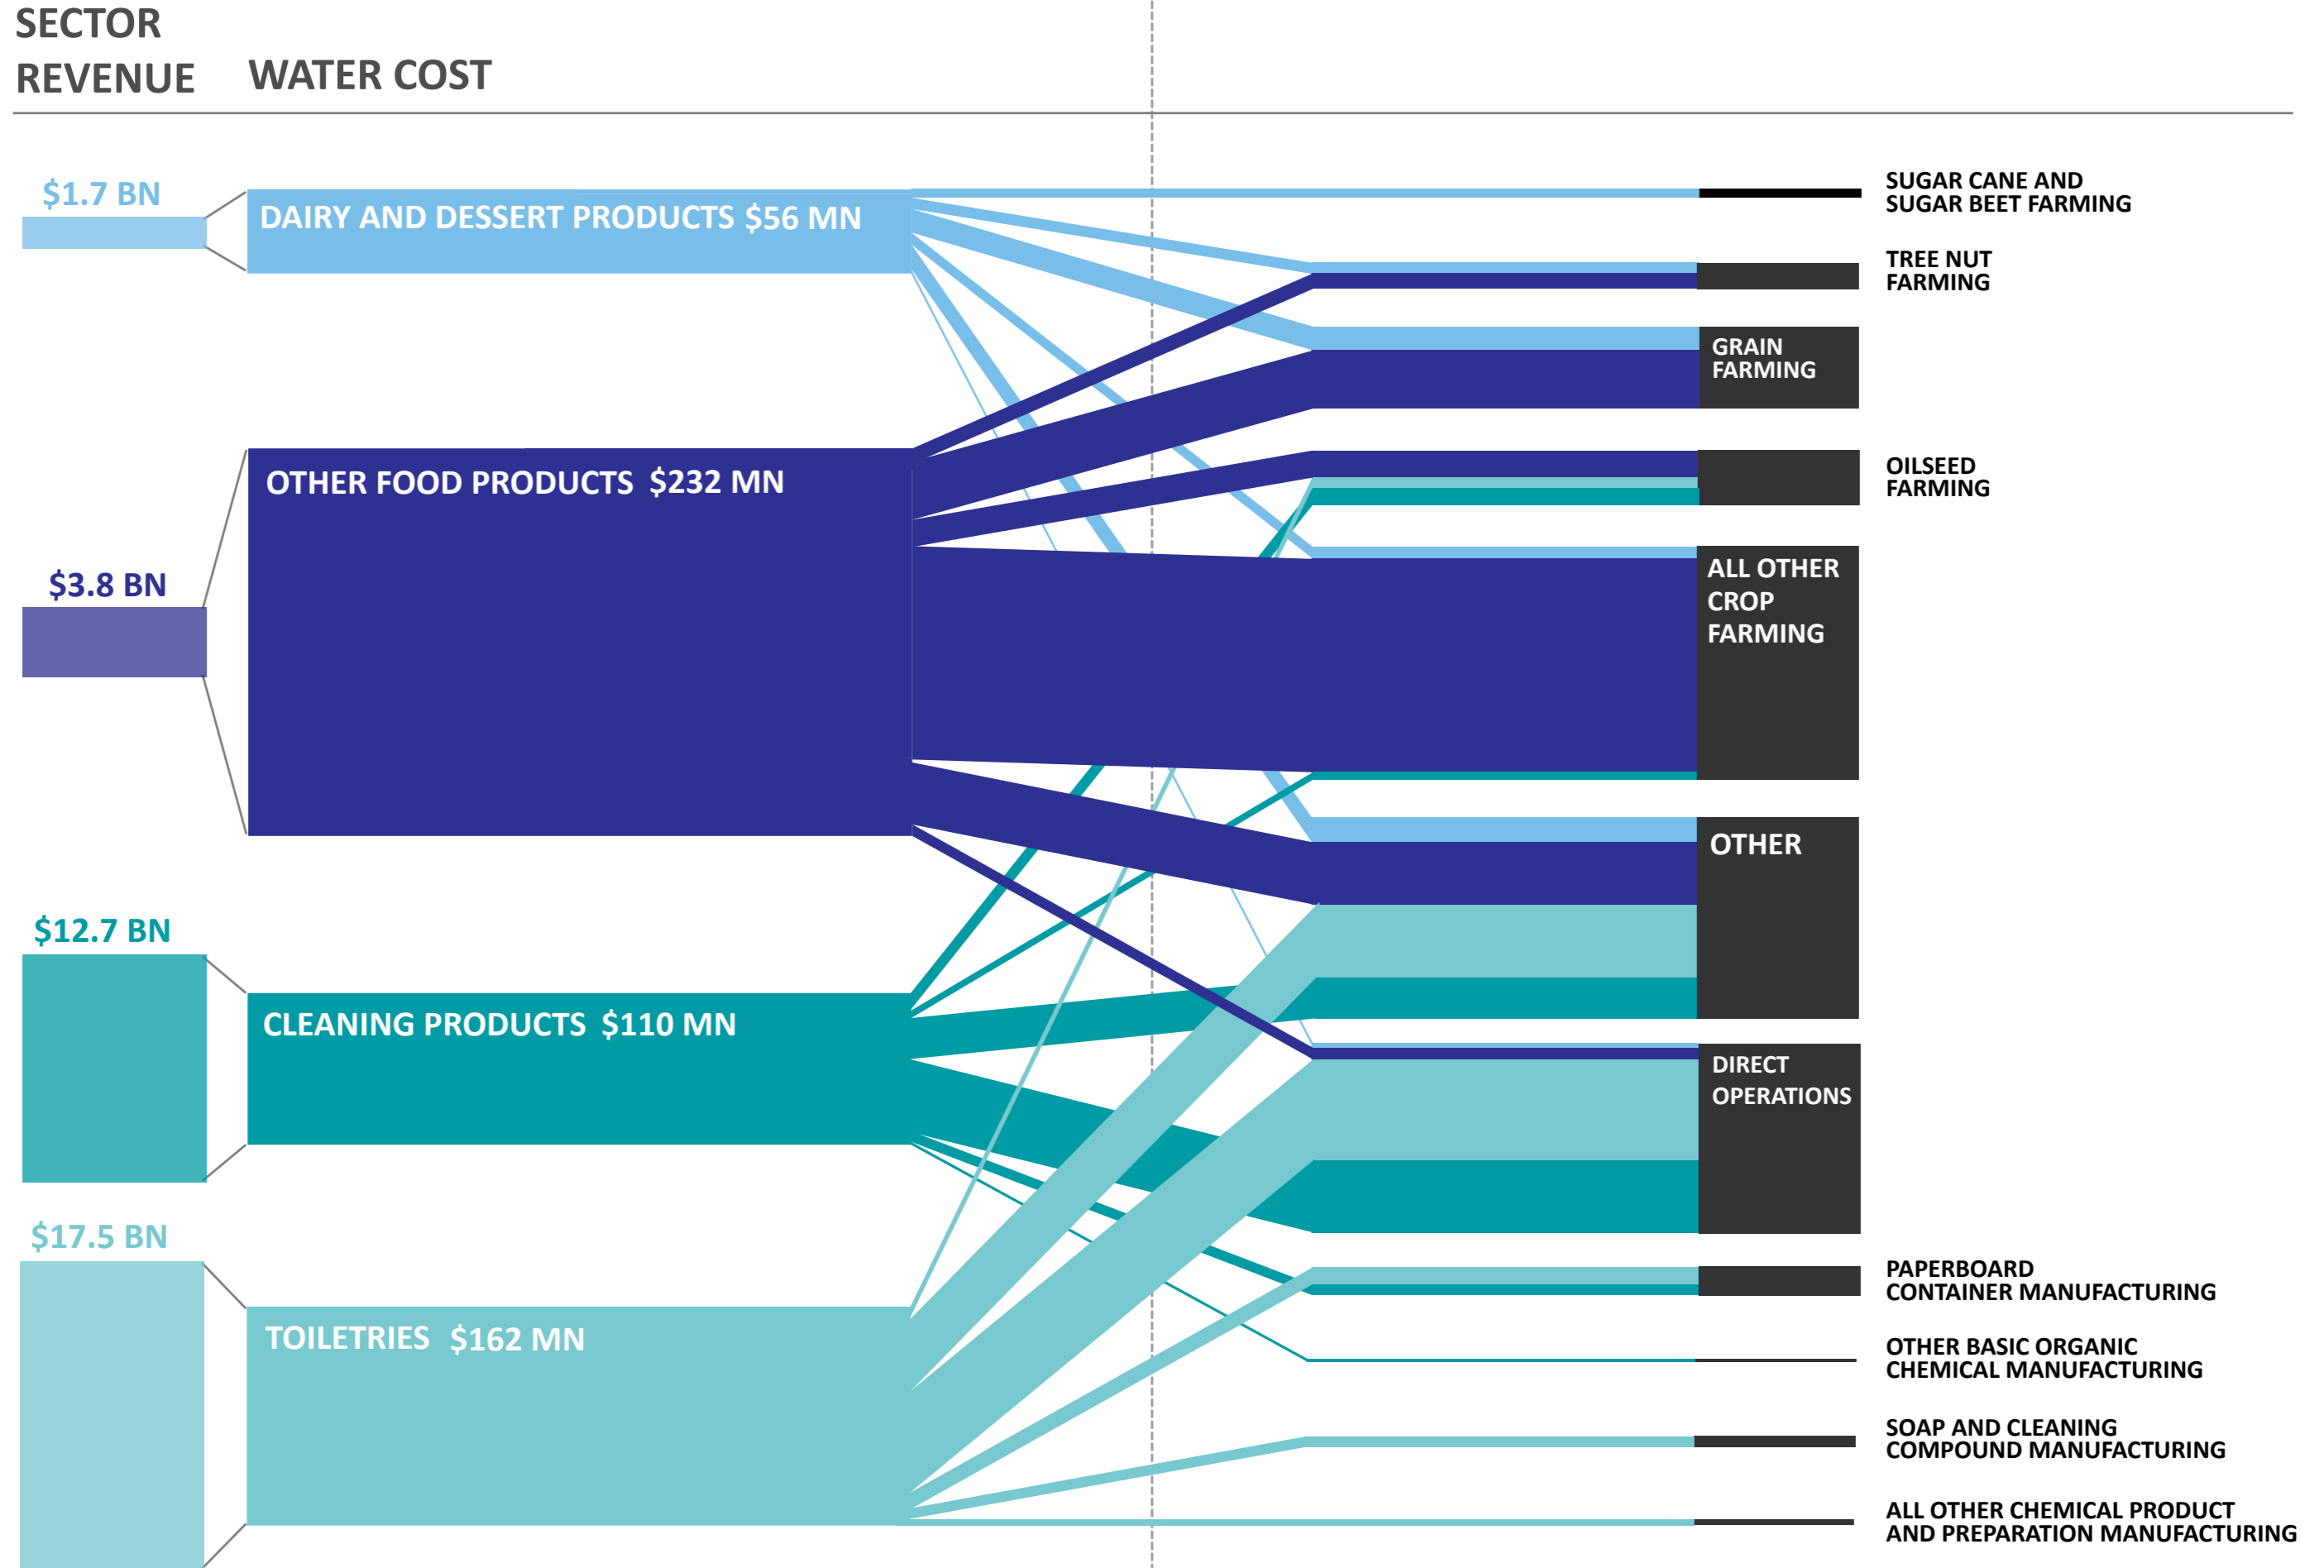 SECTOR
REVENUE
WATER COST
$1.7 BN
DAIRY AND DESSERT PRODUCTS $56 MN
SUGAR CANE AND
SUGAR BEET FARMING
TREE NUT
FARMING
GRAIN
FARMING
OTHER FOOD PRODUCTS $232 MN
OILSEED
FARMING
$3.8 BN
ALL OTHER
CROP
FARMING
OTHER
$12.7 BN
CLEANING PRODUCTS $110 MN
DIRECT
OPERATIONS
$17.5 BN
TOILETRIES $162 MN
PAPERBOARD
CONTAINER MANUFACTURING
OTHER BASIC ORGANIC
CHEMICAL MANUFACTURING
SOAP AND CLEANING
COMPOUND MANUFACTURING
ALL OTHER CHEMICAL PRODUCT
AND PREPARATION MANUFACTURING